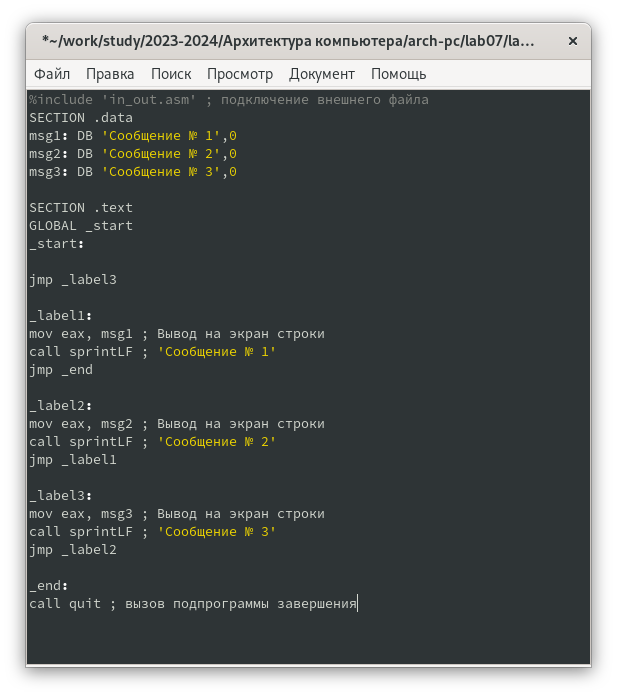 *~/work/study/2023-2024/Архитектура компьютера/arch-pc/lab07/la...
Файл Правка Поиск Просмотр Документ Помощь
%include 'in_out.asm' ; подключение внешнего файла
SECTION .data
msg1: DB 'Сообщение № 1',0
msg2: DB 'Сообщение № 2',0
msg3: DB 'Сообщение № 3',0
SECTION .text
GLOBAL _start
_start:
jmp _label3
_label1:
mov eax, msg1 ; Вывод на экран строки
call sprintLF ; 'Сообщение № 1'
jmp _end
_label2:
mov eax, msg2 ; Вывод на экран строки
call sprintLF ; 'Сообщение № 2'
jmp _label1
_label3:
mov eax, msg3 ; Вывод на экран строки
call sprintLF ; 'Сообщение № 3'
jmp _label2
_end:
call quit ; вызов подпрограммы завершения